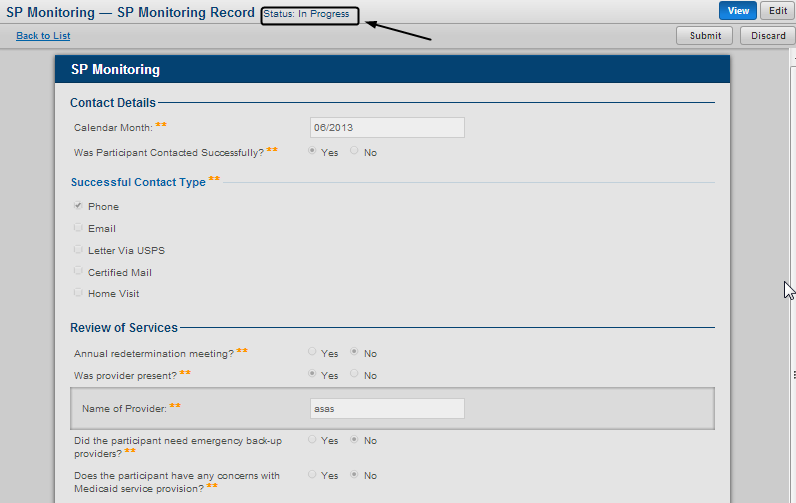 SP Monitoring — SP Monitoring Record Status: In Progress View Edit
Back to List Submit Discard
SP Monitoring
Contact Details
Calendar Month: ** 06/2013
Was Participant Contacted Successfully? ** Yes No
Successful Contact Type **
Phone
Email
Letter Via USPS
Certified Mail
Home Visit
Review of Services
Annual redetermination meeting? ** Yes No
Was provider present? ** Yes No
Name of Provider: ** asas
Did the participant need emergency back-up Yes No
providers? **
Does the participant have any concerns with Yes No
Medicaid service provision? **